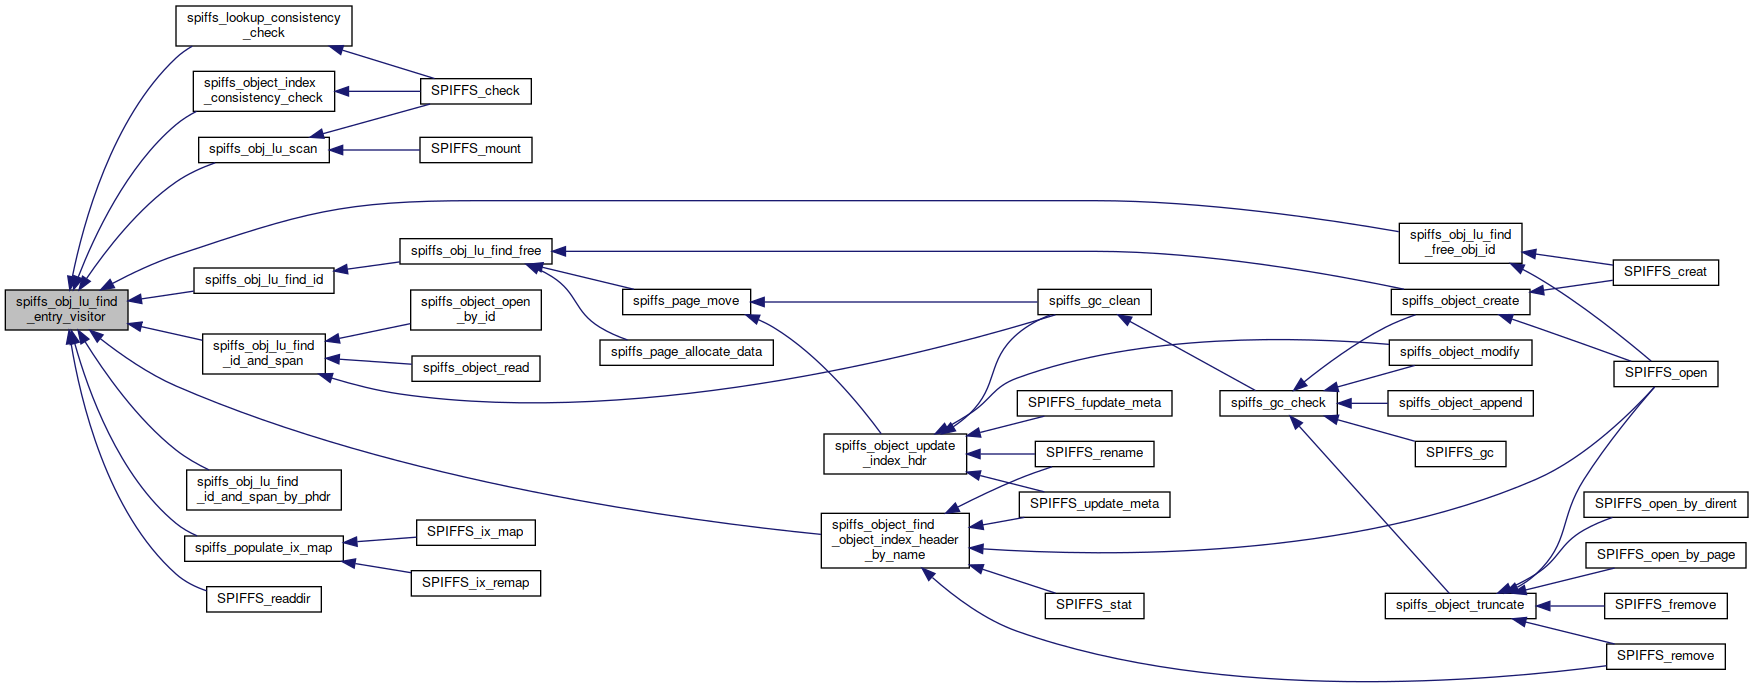 spiffs_lookup_consistency
_check
spiffs_object_index
_consistency_check
SPIFFS_check
spiffs_obj_lu_scan
SPIFFS_mount
spiffs_obj_lu_find
_free_obj_id
spiffs_obj_lu_find_free
SPIFFS_creat
spiffs_obj_lu_find_id
spiffs_obj_lu_find
_entry_visitor
spiffs_object_open
_by_id
spiffs_page_move
spiffs_gc_clean
spiffs_object_create
spiffs_obj_lu_find
_id_and_span
spiffs_page_allocate_data
spiffs_object_modify
spiffs_object_read
SPIFFS_open
SPIFFS_fupdate_meta
spiffs_gc_check
spiffs_object_append
spiffs_object_update
_index_hdr
SPIFFS_rename
SPIFFS_gc
spiffs_obj_lu_find
_id_and_span_by_phdr
SPIFFS_update_meta
SPIFFS_open_by_dirent
spiffs_object_find
_object_index_header
_by_name
SPIFFS_ix_map
spiffs_populate_ix_map
SPIFFS_open_by_page
SPIFFS_ix_remap
SPIFFS_readdir
SPIFFS_stat
spiffs_object_truncate
SPIFFS_fremove
SPIFFS_remove